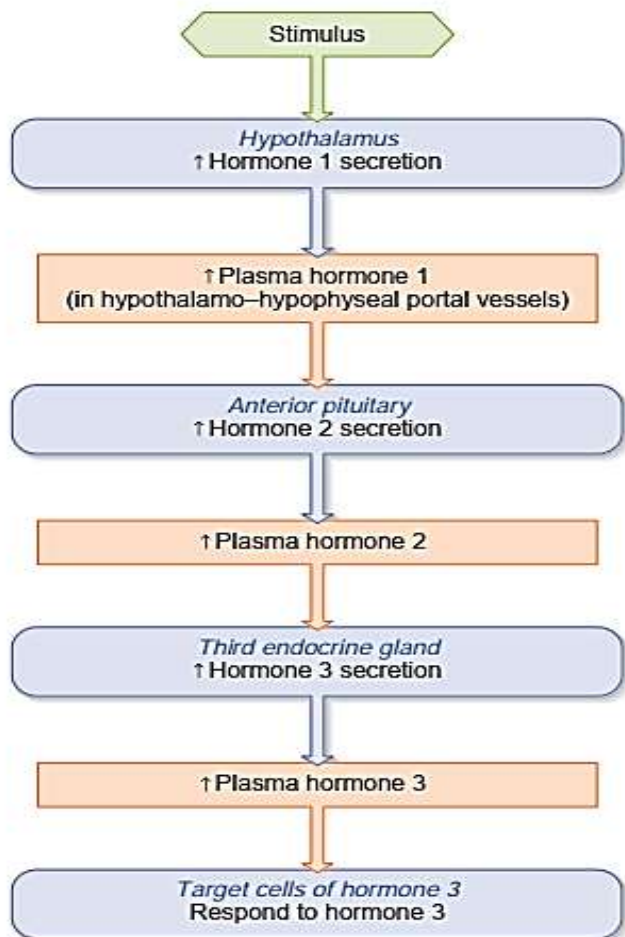 Stimulus
Hypothalamus
↑Hormone 1 secretion
↑Plasma hormone 1
(in hypothalamo–hypophyseal portal vessels)
Anterior pituitary
↑Hormone 2 secretion
↑Plasma hormone 2
Third endocrine gland
↑Hormone 3 secretion
↑Plasma hormone 3
Target cells of hormone 3
Respond to hormone 3